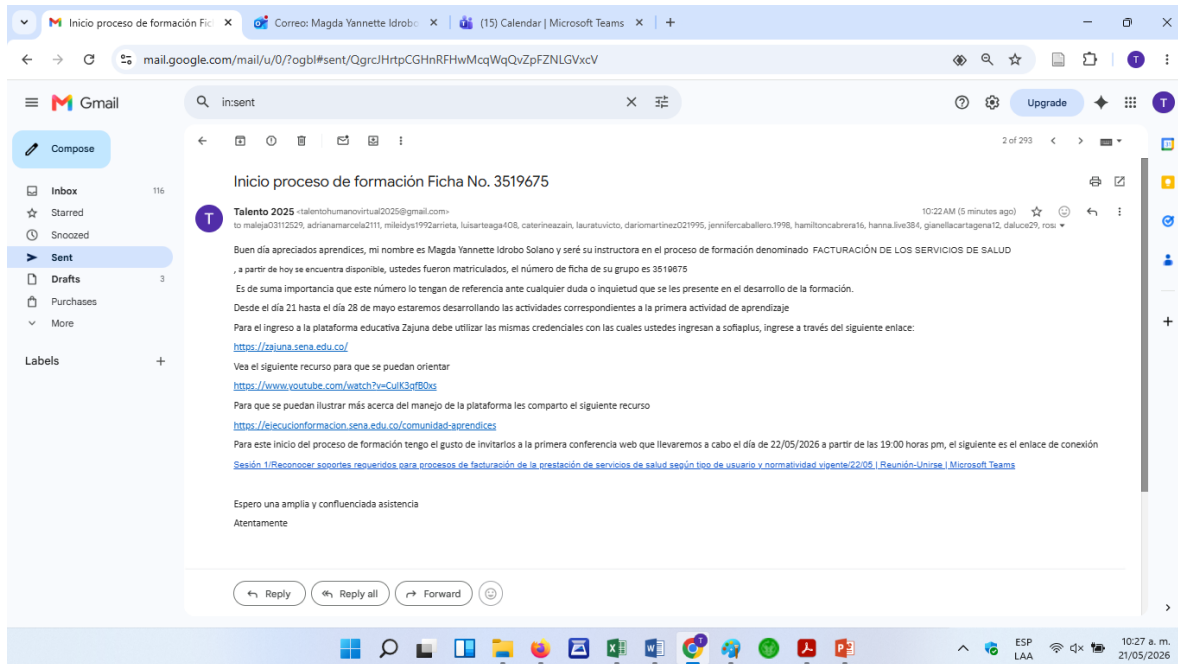 Inicio proceso de formación Fic
Correo: Magda Yannette Idrobo
(15) Calendar | Microsoft Teams
mail.google.com/mail/u/0/?ogbl#sent/QgrcJHrtpCGHnRFHwMcqWqQvZpFZNLGVxcV
Gmail
in:sent
Upgrade
T
Compose
2 of 293
Inbox 116
Starred
Snoozed
Sent
Drafts 3
Purchases
More
Labels
Inicio proceso de formación Ficha No. 3519675
T
Talento 2025 <talentohumanovirtual2025@gmail.com> 10:22 AM (5 minutes ago)
to maleja03112529, adrianamarcela2111, mileidys1992arrieta, luisarteaga408, caterineazain, lauratuvicto, dariomartinez021995, jennifercaballero.1998, hamiltoncabrera16, hanna.live384, gianellacartagena12, daluce29, rosa
Buen día apreciados aprendices, mi nombre es Magda Yannette Idrobo Solano y seré su instructora en el proceso de formación denominado FACTURACIÓN DE LOS SERVICIOS DE SALUD
, a partir de hoy se encuentra disponible, ustedes fueron matriculados, el número de ficha de su grupo es 3519675
Es de suma importancia que este número lo tengan de referencia ante cualquier duda o inquietud que se les presente en el desarrollo de la formación.
Desde el día 21 hasta el día 28 de mayo estaremos desarrollando las actividades correspondientes a la primera actividad de aprendizaje
Para el ingreso a la plataforma educativa Zajuna debe utilizar las mismas credenciales con las cuales ustedes ingresan a sofiaplus, ingrese a través del siguiente enlace:
https://zajuna.sena.edu.co/
Vea el siguiente recurso para que se puedan orientar
https://www.youtube.com/watch?v=CulK3qfB0xs
Para que se puedan ilustrar más acerca del manejo de la plataforma les comparto el siguiente recurso
https://ejecucionformacion.sena.edu.co/comunidad-aprendices
Para este inicio del proceso de formación tengo el gusto de invitarlos a la primera conferencia web que llevaremos a cabo el día de 22/05/2026 a partir de las 19:00 horas pm, el siguiente es el enlace de conexión
Sesión 1/Reconocer soportes requeridos para procesos de facturación de la prestación de servicios de salud según tipo de usuario y normatividad vigente/22/05 | Reunión-Unirse | Microsoft Teams
Espero una amplia y confluenciada asistencia
Atentamente
Reply
Reply all
Forward
ESP
LAA
10:27 a. m.
21/05/2026